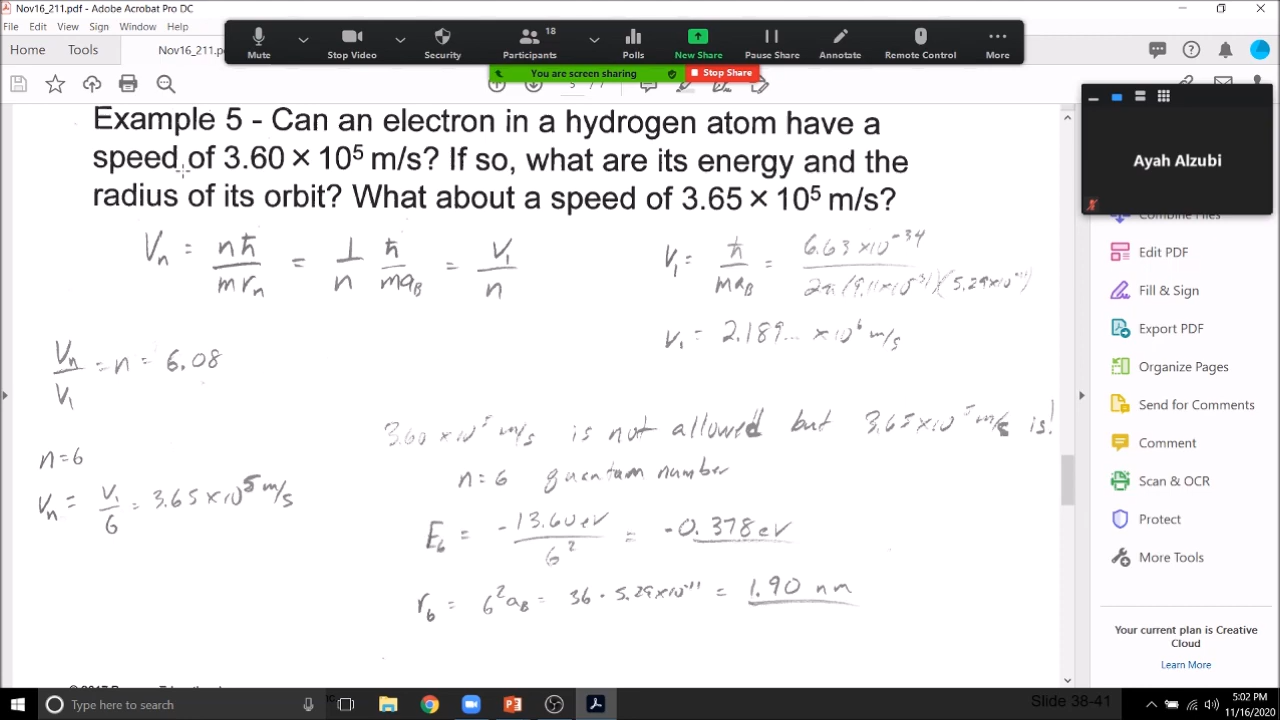 Nov16_211.pdf - Adobe Acrobat Pro DC
File Edit View Sign Window Help
Home Tools Nov16_211.p
Mute Stop Video Security Participants 18 Polls New Share Pause Share Annotate Remote Control More
You are screen sharing Stop Share
Example 5 - Can an electron in a hydrogen atom have a
speed of 3.60 × 10⁵ m/s? If so, what are its energy and the
radius of its orbit? What about a speed of 3.65 × 10⁵ m/s?
Vn = nħ/mrn = 1/n ħ/maB = V1/n
V1 = ħ/maB = 6.63 ×10⁻³⁴/2π(9.11×10⁻³¹)(5.29×10⁻¹¹)
V1 = 2.189... ×10⁶ m/s
Vn/V1 = n = 6.08
3.60 ×10⁵ m/s is not allowed but 3.65×10⁵ m/s is!
n=6
n=6 quantum number
Vn = V1/6 = 3.65 ×10⁵ m/s
E6 = -13.60eV/6² = -0.378eV
r6 = 6²aB = 36 · 5.29×10⁻¹¹ = 1.90 nm
Slide 38-41
Ayah Alzubi
Combine Files
Edit PDF
Fill & Sign
Export PDF
Organize Pages
Send for Comments
Comment
Scan & OCR
Protect
More Tools
Your current plan is Creative
Cloud
Learn More
Type here to search
5:02 PM
11/16/2020